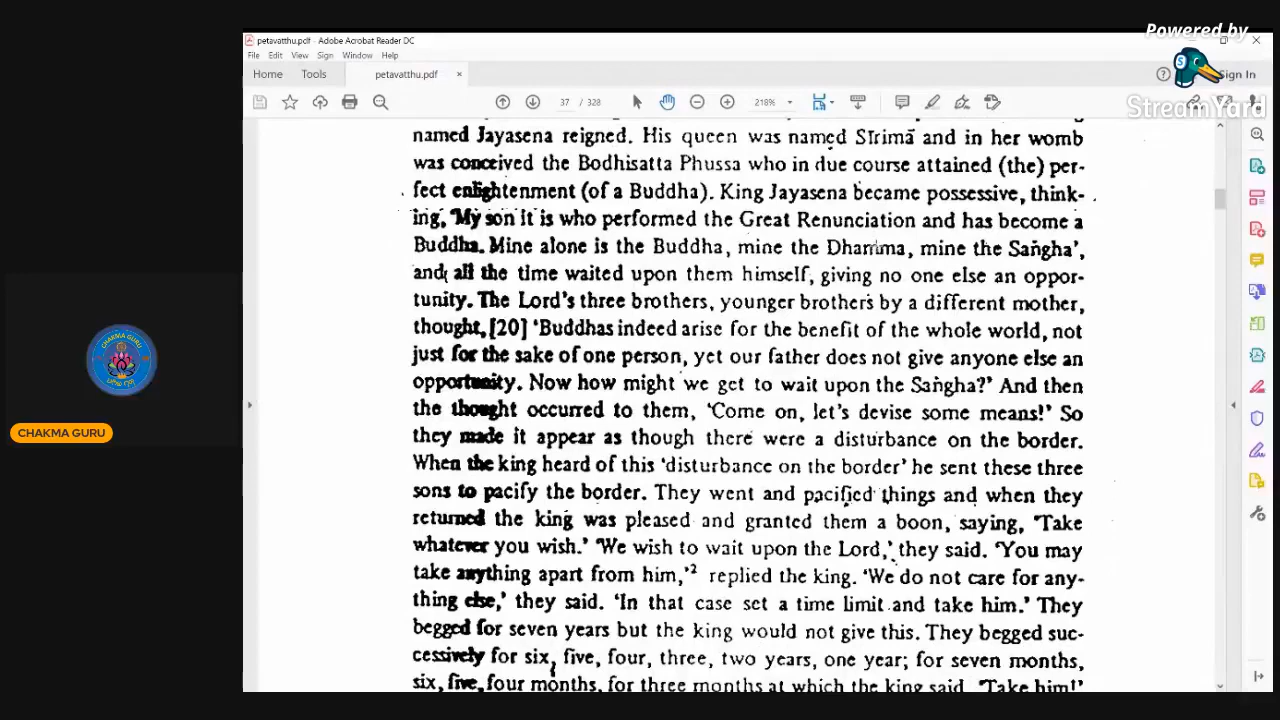 Powered by
StreamYard
petavatthu.pdf - Adobe Acrobat Reader DC
File Edit View Sign Window Help
Home Tools petavatthu.pdf × Sign In
37 / 328 218%
named Jayasena reigned. His queen was named Sīrimā and in her womb
was conceived the Bodhisatta Phussa who in due course attained (the) per-
fect enlightenment (of a Buddha). King Jayasena became possessive, think-
ing, 'My son it is who performed the Great Renunciation and has become a
Buddha. Mine alone is the Buddha, mine the Dhamma, mine the Saṅgha',
and all the time waited upon them himself, giving no one else an oppor-
tunity. The Lord's three brothers, younger brothers by a different mother,
thought, [20] 'Buddhas indeed arise for the benefit of the whole world, not
just for the sake of one person, yet our father does not give anyone else an
opportunity. Now how might we get to wait upon the Saṅgha?' And then
the thought occurred to them, 'Come on, let's devise some means!' So
they made it appear as though there were a disturbance on the border.
When the king heard of this 'disturbance on the border' he sent these three
sons to pacify the border. They went and pacified things and when they
returned the king was pleased and granted them a boon, saying, 'Take
whatever you wish.' 'We wish to wait upon the Lord,' they said. 'You may
take anything apart from him,'2 replied the king. 'We do not care for any-
thing else,' they said. 'In that case set a time limit and take him.' They
begged for seven years but the king would not give this. They begged suc-
cessively for six, five, four, three, two years, one year; for seven months,
six, five, four months, for three months at which the king said 'Take him!'
CHAKMA GURU
CHAKMA GURU